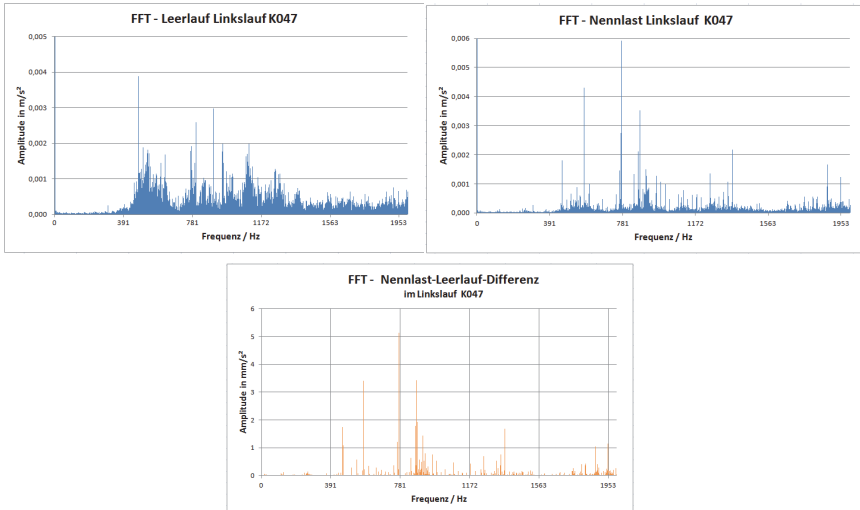 FFT - Leerlauf Linkslauf K047
Amplitude in m/s²
0,005
0,004
0,003
0,002
0,001
0,000
391 781 1172 1563 1953
Frequenz / Hz
FFT - Nennlast Linkslauf K047
Amplitude in m/s²
0,006
0,005
0,004
0,003
0,002
0,001
0,000
391 781 1172 1563 1953
Frequenz / Hz
FFT - Nennlast-Leerlauf-Differenz
im Linkslauf K047
Amplitude in mm/s²
6
5
4
3
2
1
0
0 391 781 1172 1563 1953
Frequenz / Hz